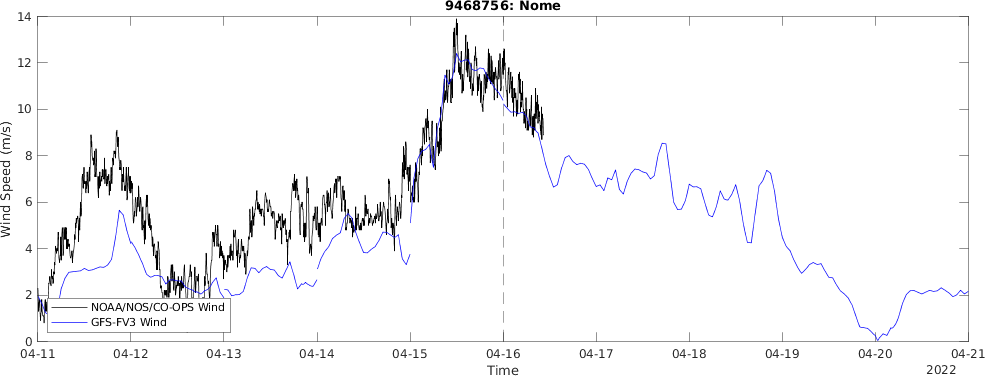 9468756: Nome
14
12
10
8
6
4
2
0
Wind Speed (m/s)
NOAA/NOS/CO-OPS Wind
GFS-FV3 Wind
04-11 04-12 04-13 04-14 04-15 04-16 04-17 04-18 04-19 04-20 04-21
Time
2022